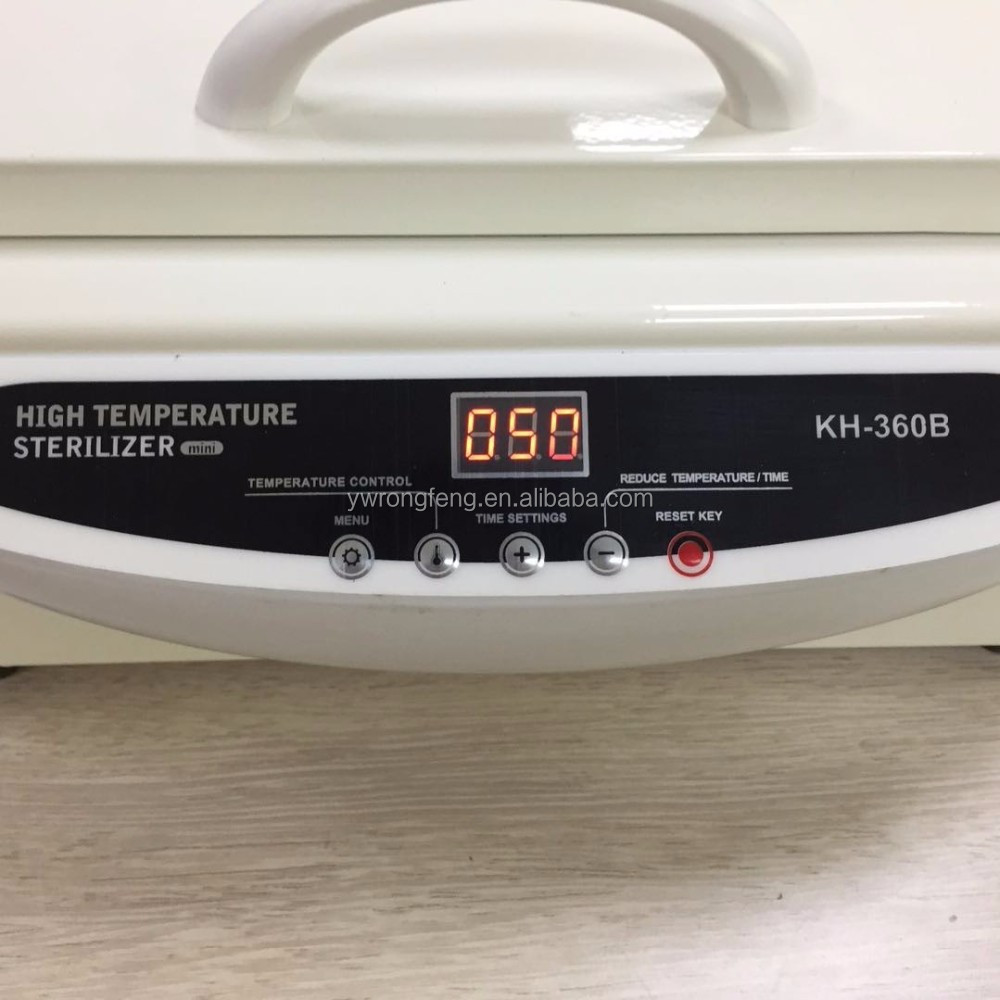 HIGH TEMPERATURE
STERILIZER mini
050
KH-360B
TEMPERATURE CONTROL
REDUCE TEMPERATURE/TIME
ywrongfeng.en.alibaba.com
MENU
TIME SETTINGS
RESET KEY